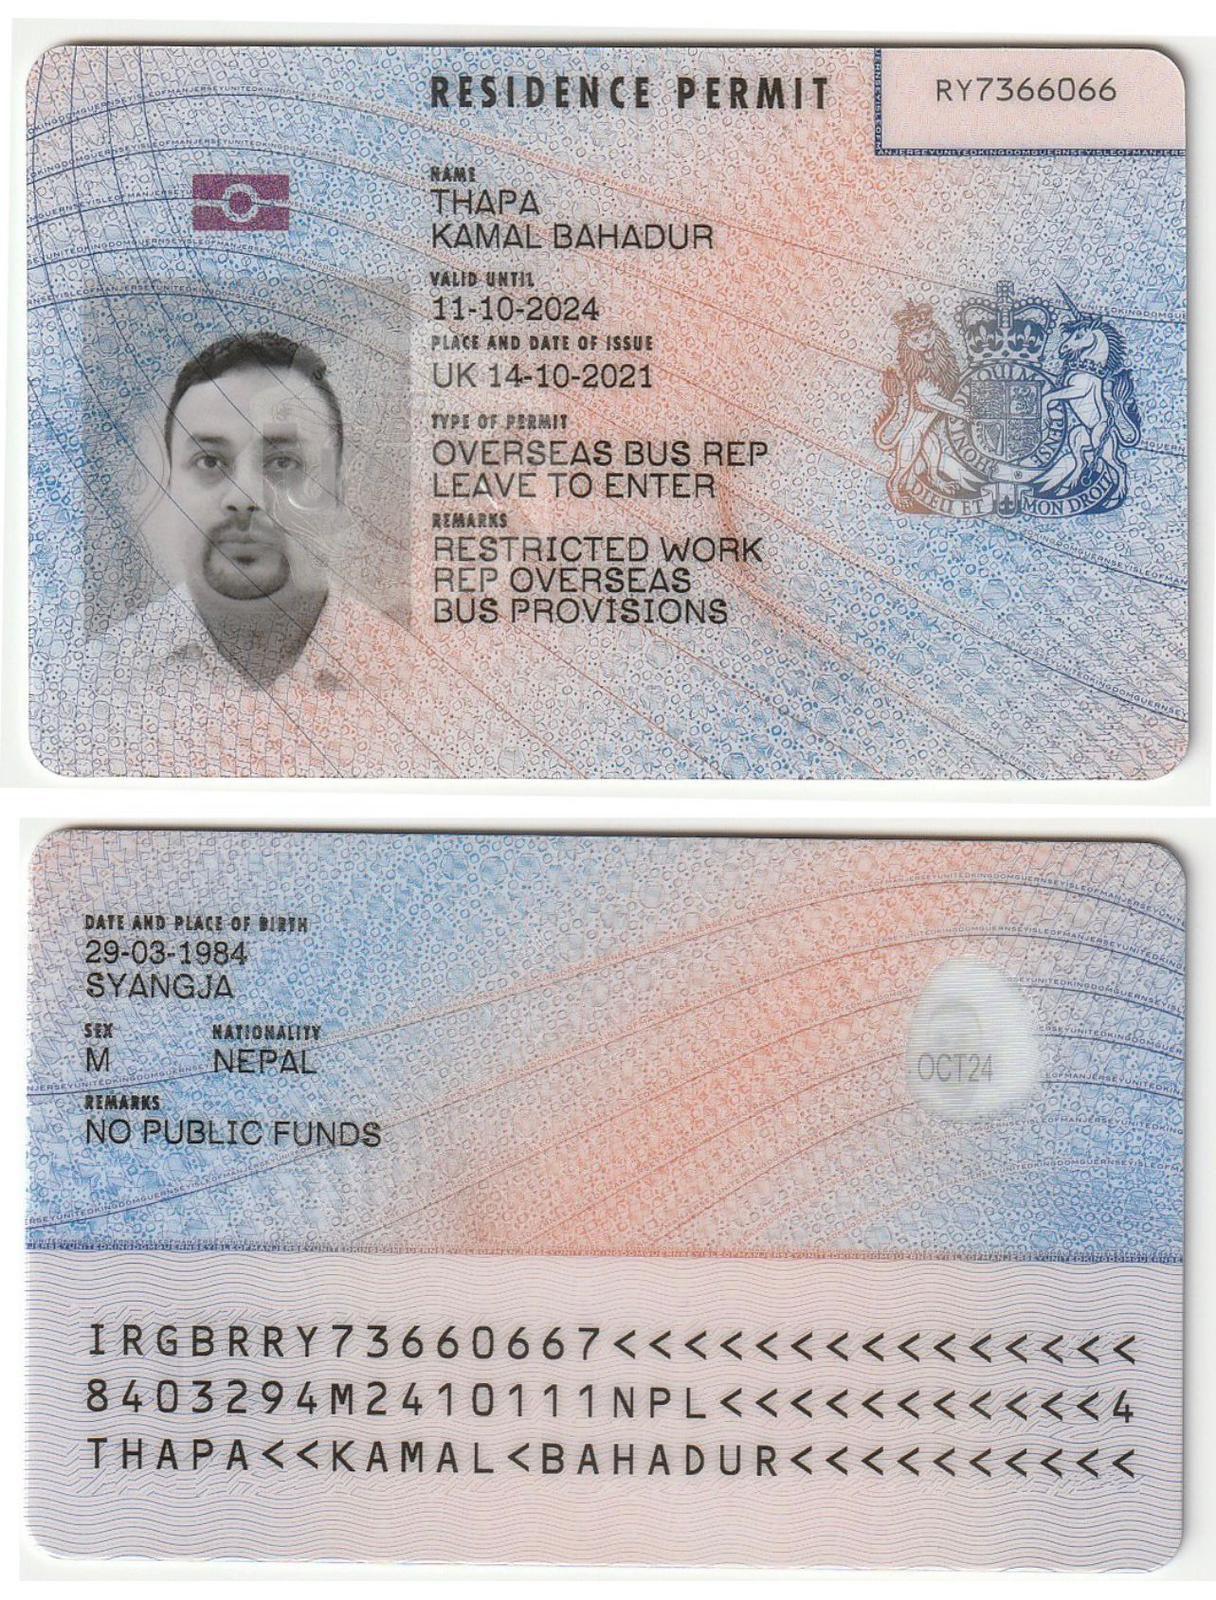 RESIDENCE PERMIT
RY7366066
NAME
THAPA
KAMAL BAHADUR
VALID UNTIL
11-10-2024
PLACE AND DATE OF ISSUE
UK 14-10-2021
TYPE OF PERMIT
OVERSEAS BUS REP
LEAVE TO ENTER
REMARKS
RESTRICTED WORK
REP OVERSEAS
BUS PROVISIONS
DIEU ET MON DROIT
DATE AND PLACE OF BIRTH
29-03-1984
SYANGJA
SEX NATIONALITY
M NEPAL
REMARKS
NO PUBLIC FUNDS
OCT24
IRGBRRY73660667<<<<<<<<<<<<<<<
8403294M2410111NPL<<<<<<<<<<<4
THAPA<<KAMAL<BAHADUR<<<<<<<<<<